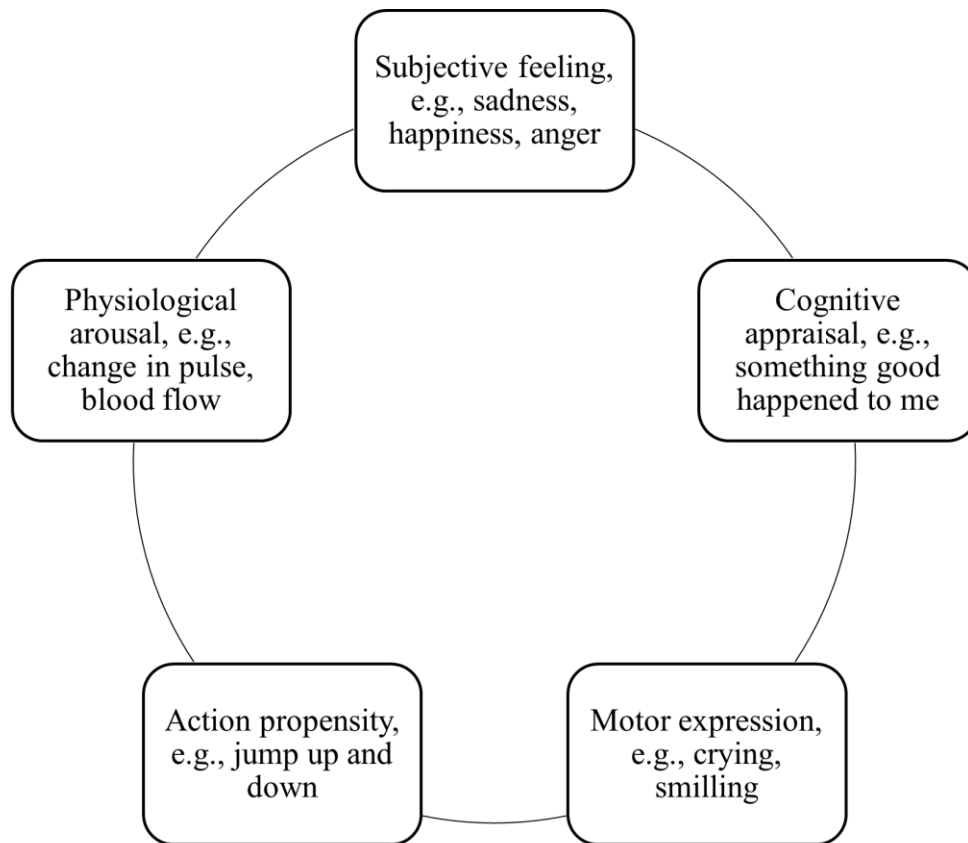 Subjective feeling,
e.g., sadness,
happiness, anger
Cognitive
appraisal, e.g.,
something good
happened to me
Motor expression,
e.g., crying,
smilling
Action propensity,
e.g., jump up and
down
Physiological
arousal, e.g.,
change in pulse,
blood flow